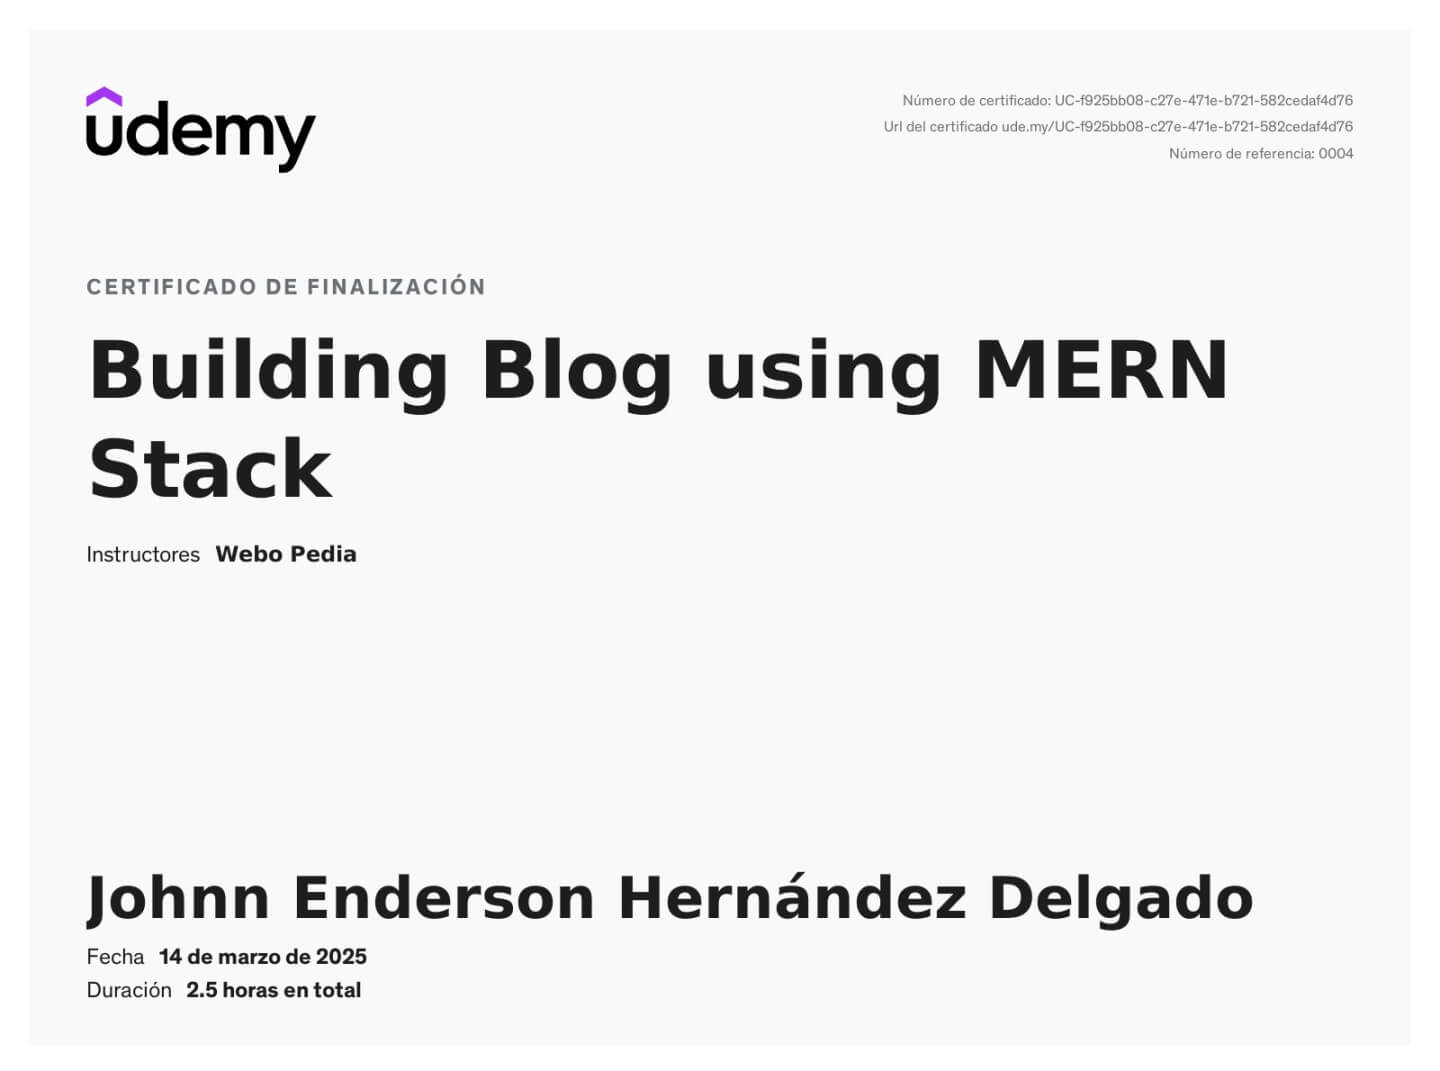 udemy
Número de certificado: UC-f925bb08-c27e-471e-b721-582cedaf4d76
Url del certificado ude.my/UC-f925bb08-c27e-471e-b721-582cedaf4d76
Número de referencia: 0004
CERTIFICADO DE FINALIZACIÓN
Building Blog using MERN
Stack
Instructores Webo Pedia
Johnn Enderson Hernández Delgado
Fecha 14 de marzo de 2025
Duración 2.5 horas en total